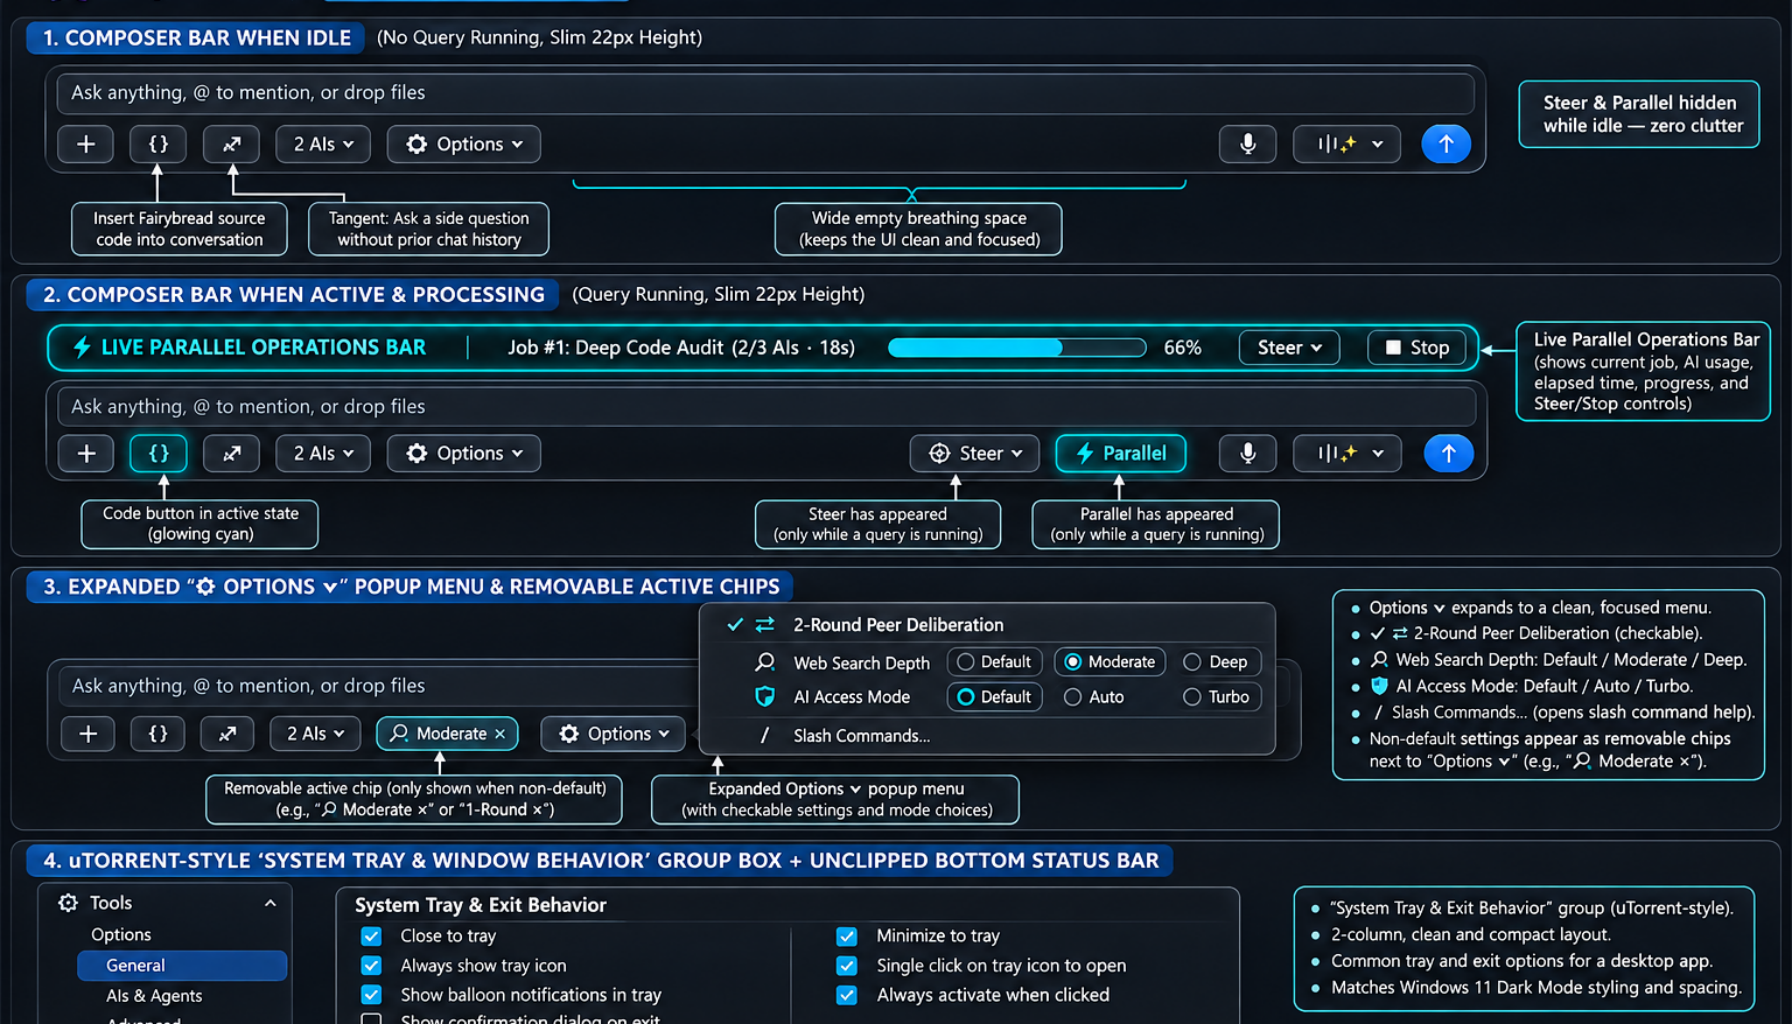 1. COMPOSER BAR WHEN IDLE (No Query Running, Slim 22px Height)
Ask anything, @ to mention, or drop files
+ {} 2 AIs Options
Steer & Parallel hidden
while idle — zero clutter
Insert Fairybread source
code into conversation
Tangent: Ask a side question
without prior chat history
Wide empty breathing space
(keeps the UI clean and focused)
2. COMPOSER BAR WHEN ACTIVE & PROCESSING (Query Running, Slim 22px Height)
LIVE PARALLEL OPERATIONS BAR | Job #1: Deep Code Audit (2/3 AIs · 18s) 66% Steer Stop
Live Parallel Operations Bar
(shows current job, AI usage,
elapsed time, progress, and
Steer/Stop controls)
Ask anything, @ to mention, or drop files
+ {} 2 AIs Options Steer Parallel
Code button in active state
(glowing cyan)
Steer has appeared
(only while a query is running)
Parallel has appeared
(only while a query is running)
3. EXPANDED “⚙ OPTIONS ⌄” POPUP MENU & REMOVABLE ACTIVE CHIPS
2-Round Peer Deliberation
Web Search Depth Default Moderate Deep
AI Access Mode Default Auto Turbo
/ Slash Commands...
Ask anything, @ to mention, or drop files
+ {} 2 AIs Moderate × Options
Removable active chip (only shown when non-default)
(e.g., “ Moderate ×” or “1-Round ×”)
Expanded Options ⌄ popup menu
(with checkable settings and mode choices)
• Options ⌄ expands to a clean, focused menu.
• ✓ ⇄ 2-Round Peer Deliberation (checkable).
• Web Search Depth: Default / Moderate / Deep.
• AI Access Mode: Default / Auto / Turbo.
• / Slash Commands... (opens slash command help).
• Non-default settings appear as removable chips
next to “Options ⌄” (e.g., “ Moderate ×”).
4. uTORRENT-STYLE ‘SYSTEM TRAY & WINDOW BEHAVIOR’ GROUP BOX + UNCLIPPED BOTTOM STATUS BAR
Tools
Options
General
AIs & Agents
Advanced
System Tray & Exit Behavior
Close to tray
Always show tray icon
Show balloon notifications in tray
Show confirmation dialog on exit
Minimize to tray
Single click on tray icon to open
Always activate when clicked
• “System Tray & Exit Behavior” group (uTorrent-style).
• 2-column, clean and compact layout.
• Common tray and exit options for a desktop app.
• Matches Windows 11 Dark Mode styling and spacing.